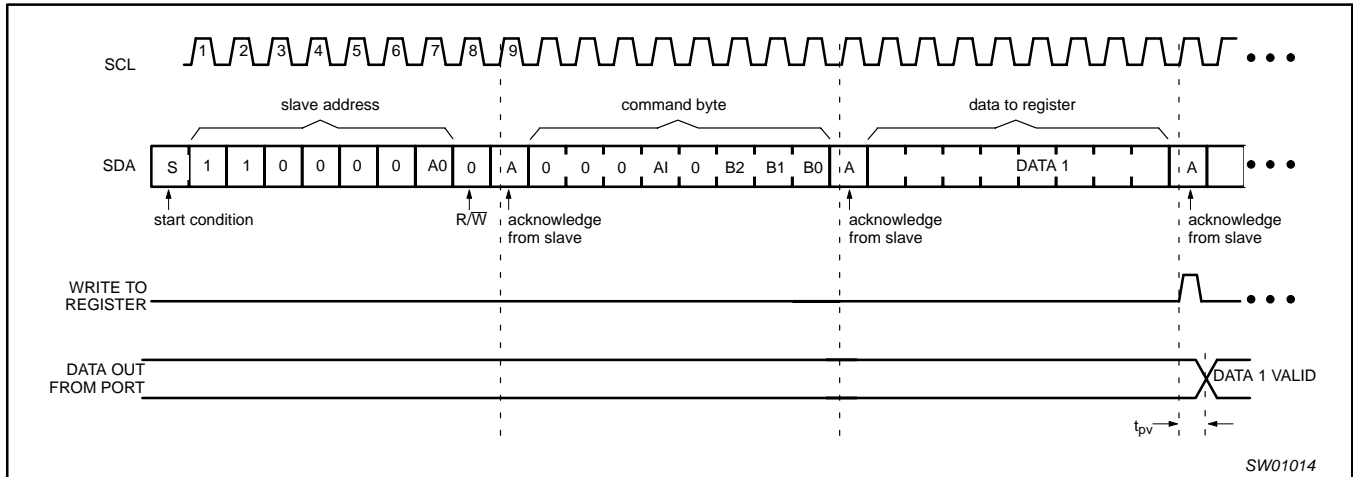 SCL 1 2 3 4 5 6 7 8 9
slave address command byte data to register
SDA S 1 1 0 0 0 0 A0 0 A 0 0 0 AI 0 B2 B1 B0 A DATA 1 A
start condition R/W̅ acknowledge from slave acknowledge from slave acknowledge from slave
WRITE TO
REGISTER
DATA OUT
FROM PORT
DATA 1 VALID
tpv
SW01014